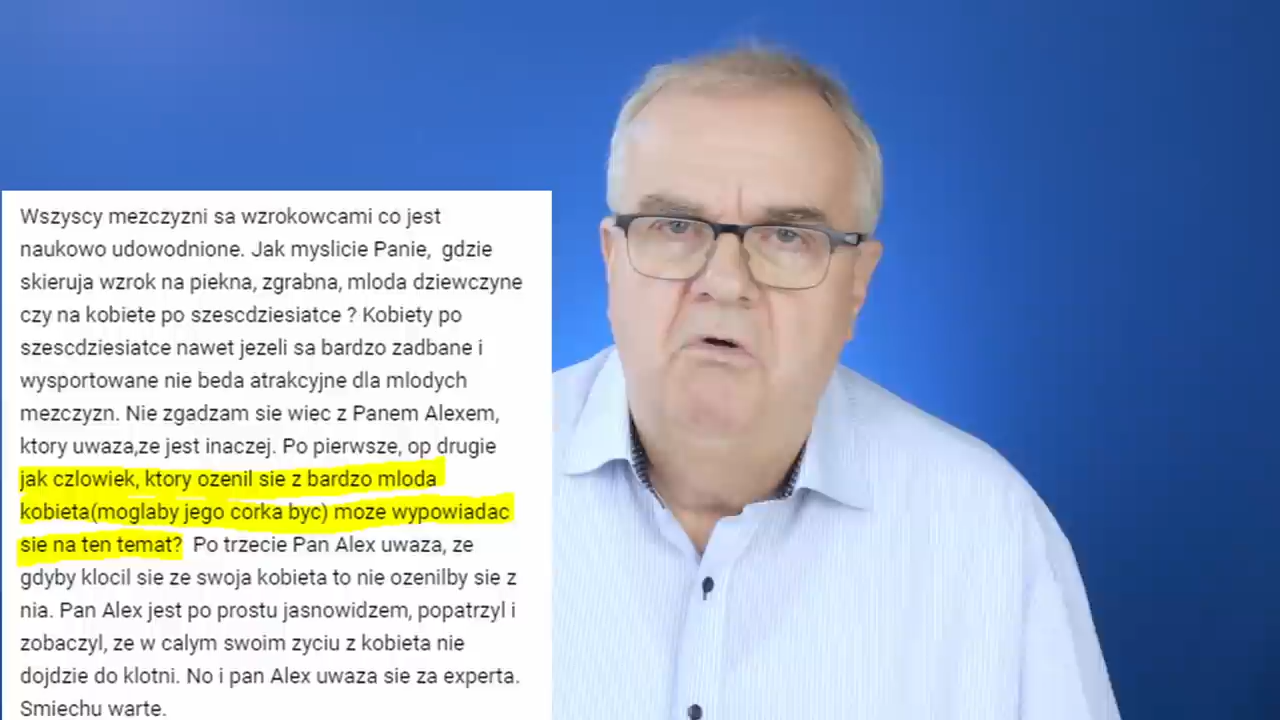 Wszyscy mezczyzni sa wzrokowcami co jest
naukowo udowodnione. Jak myslicie Panie,  gdzie
skieruja wzrok na piekna, zgrabna, mloda dziewczyne
czy na kobiete po szescdziesiatce ? Kobiety po
szescdziesiatce nawet jezeli sa bardzo zadbane i
wysportowane nie beda atrakcyjne dla mlodych
mezczyzn. Nie zgadzam sie wiec z Panem Alexem,
ktory uwaza,ze jest inaczej. Po pierwsze, op drugie
jak czlowiek, ktory ozenil sie z bardzo mloda
kobieta(moglaby jego corka byc) moze wypowiadac
sie na ten temat?  Po trzecie Pan Alex uwaza, ze
gdyby klocil sie ze swoja kobieta to nie ozenilby sie z
nia. Pan Alex jest po prostu jasnowidzem, popatrzyl i
zobaczyl, ze w calym swoim zyciu z kobieta nie
dojdzie do klotni. No i pan Alex uwaza sie za experta.
Smiechu warte.